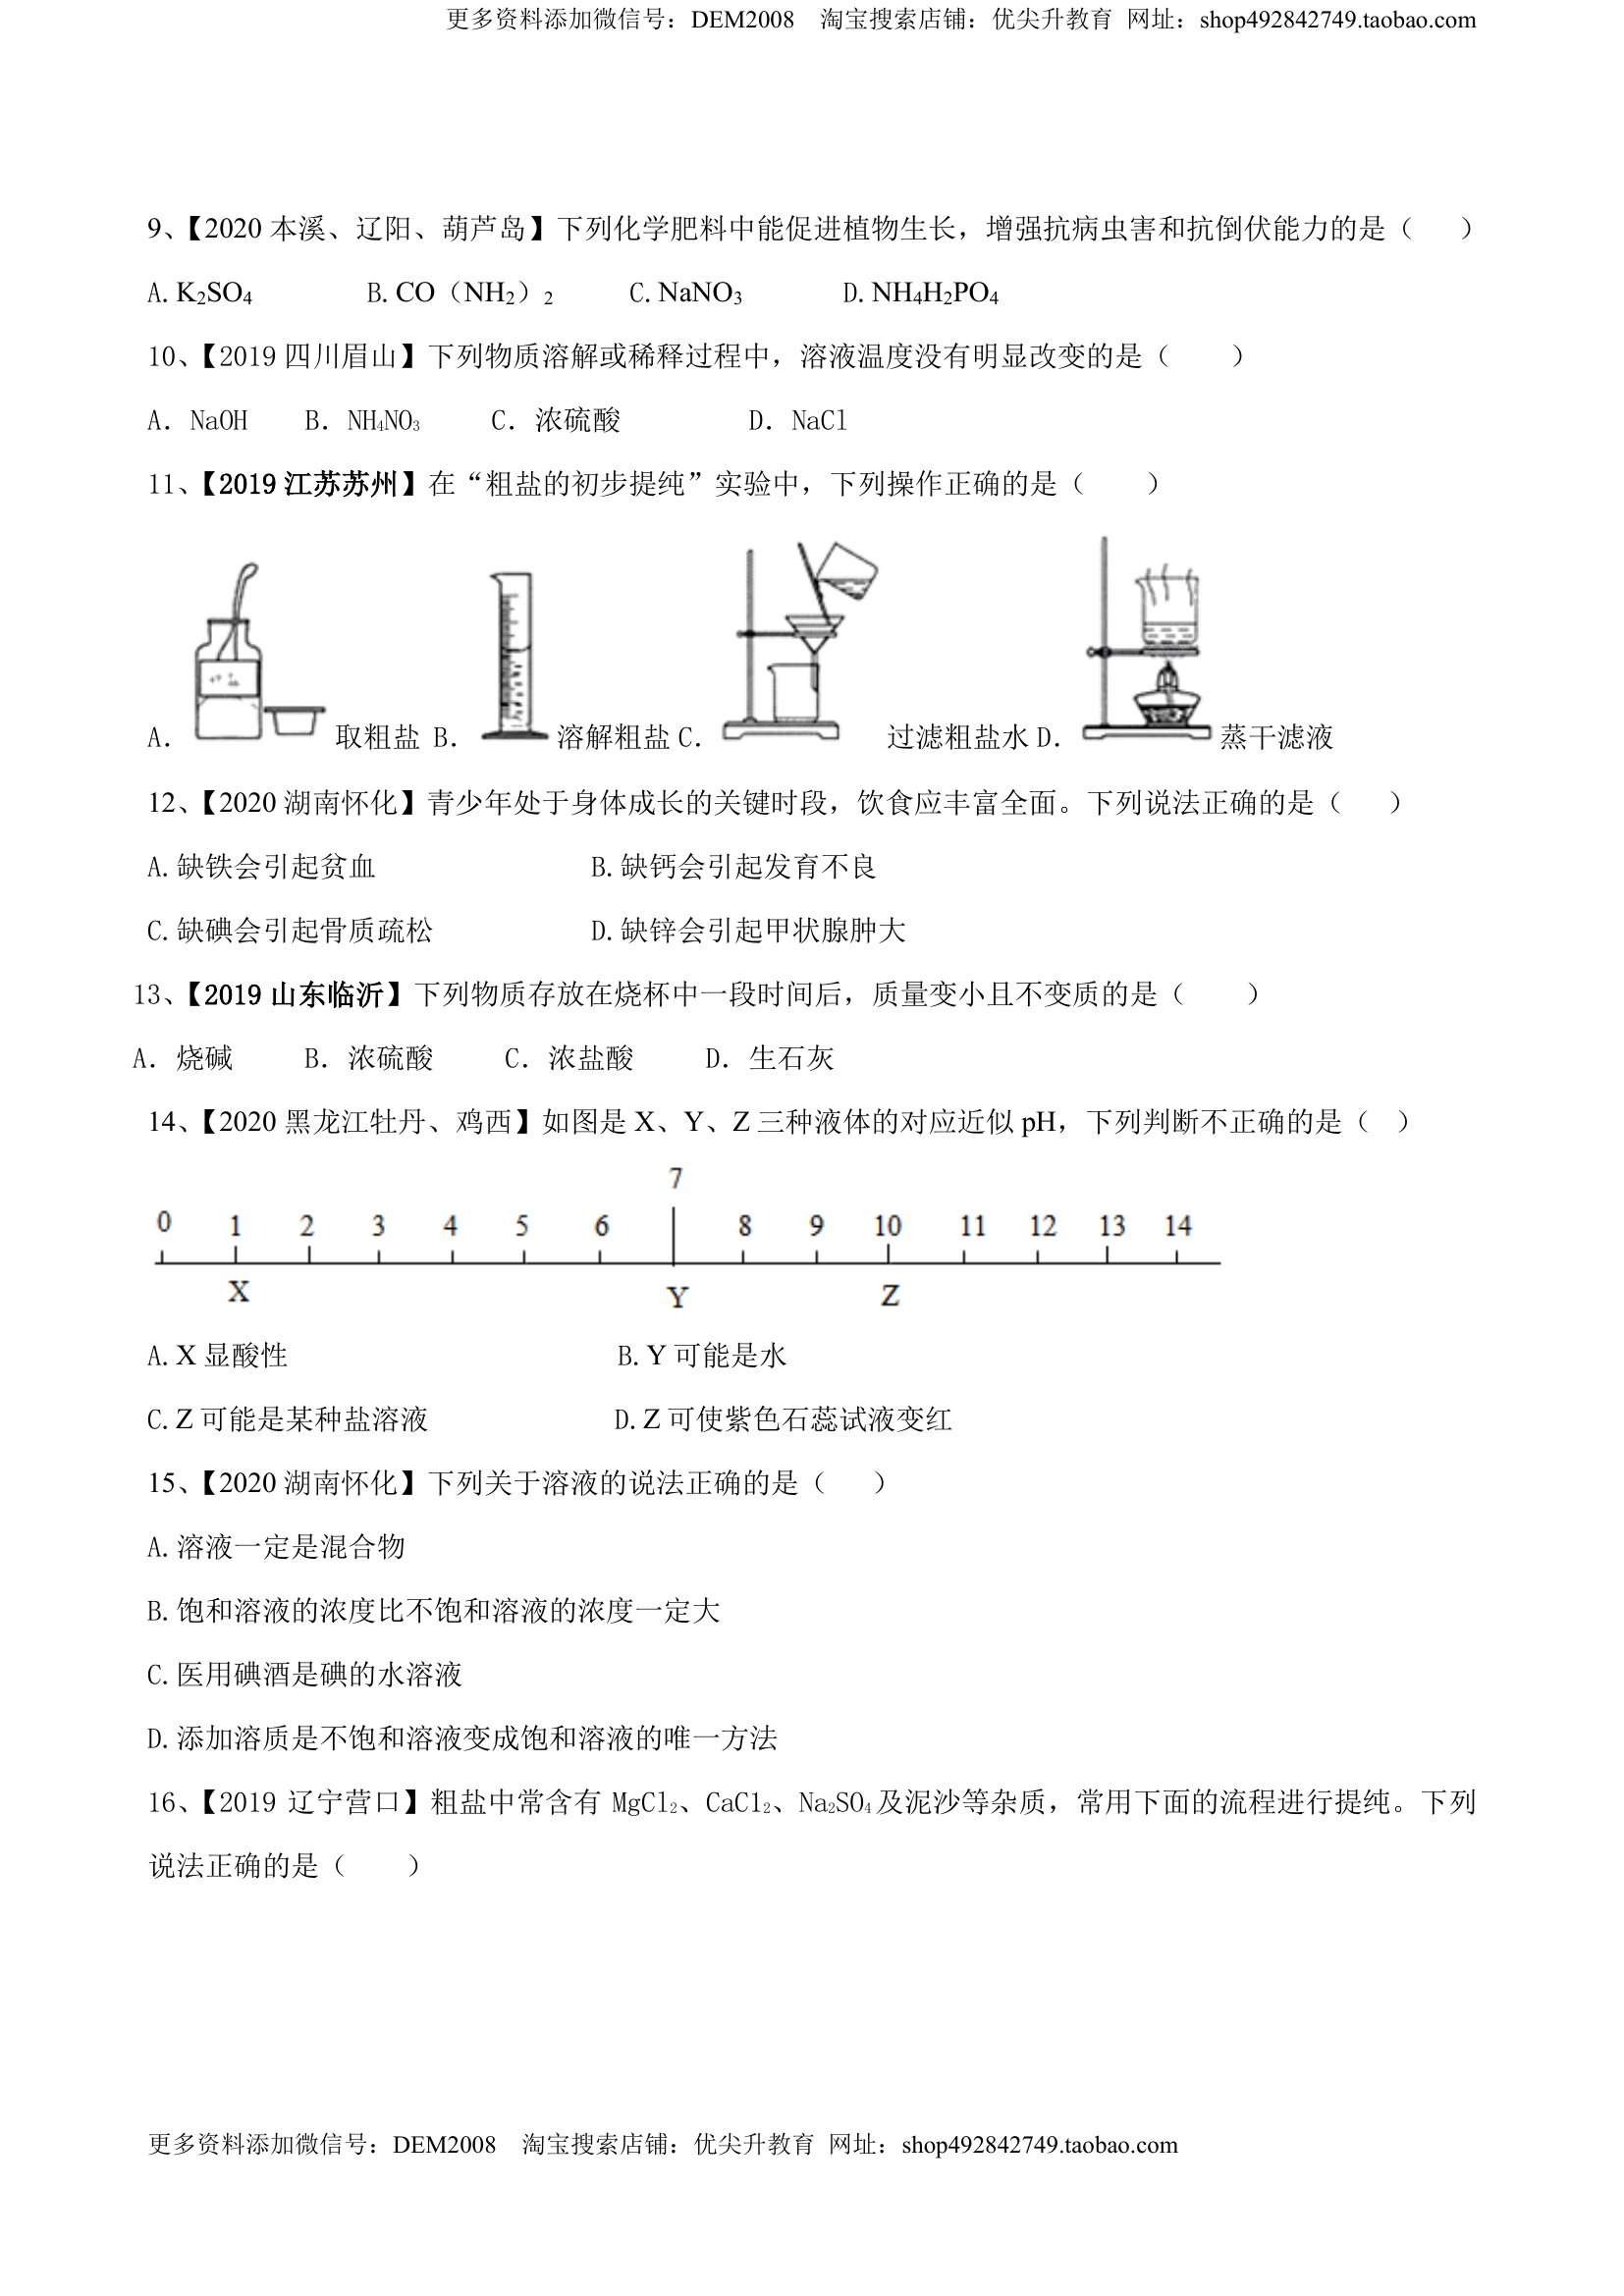 更多资料添加微信号：DEM2008 淘宝搜索店铺：优尖升教育 网址：shop492842749.taobao.com
9、【2020 本溪、辽阳、葫芦岛】下列化学肥料中能促进植物生长，增强抗病虫害和抗倒伏能力的是（ ）
A.K₂SO₄ B.CO（NH₂）₂ C.NaNO₃ D.NH₄H₂PO₄
10、【2019 四川眉山】下列物质溶解或稀释过程中，溶液温度没有明显改变的是（ ）
A．NaOH B．NH₄NO₃ C．浓硫酸 D．NaCl
11、【2019 江苏苏州】在“粗盐的初步提纯”实验中，下列操作正确的是（ ）
A． 取粗盐 B． 溶解粗盐 C． 过滤粗盐水 D． 蒸干滤液
12、【2020 湖南怀化】青少年处于身体成长的关键时段，饮食应丰富全面。下列说法正确的是（ ）
A.缺铁会引起贫血 B.缺钙会引起发育不良
C.缺碘会引起骨质疏松 D.缺锌会引起甲状腺肿大
13、【2019 山东临沂】下列物质存放在烧杯中一段时间后，质量变小且不变质的是（ ）
A．烧碱 B．浓硫酸 C．浓盐酸 D．生石灰
14、【2020 黑龙江牡丹、鸡西】如图是 X、Y、Z 三种液体的对应近似 pH，下列判断不正确的是（ ）
0 1 2 3 4 5 6 7 8 9 10 11 12 13 14
X Y Z
A.X 显酸性 B.Y 可能是水
C.Z 可能是某种盐溶液 D.Z 可使紫色石蕊试液变红
15、【2020 湖南怀化】下列关于溶液的说法正确的是（ ）
A.溶液一定是混合物
B.饱和溶液的浓度比不饱和溶液的浓度一定大
C.医用碘酒是碘的水溶液
D.添加溶质是不饱和溶液变成饱和溶液的唯一方法
16、【2019 辽宁营口】粗盐中常含有 MgCl₂、CaCl₂、Na₂SO₄及泥沙等杂质，常用下面的流程进行提纯。下列
说法正确的是（ ）
更多资料添加微信号：DEM2008 淘宝搜索店铺：优尖升教育 网址：shop492842749.taobao.com